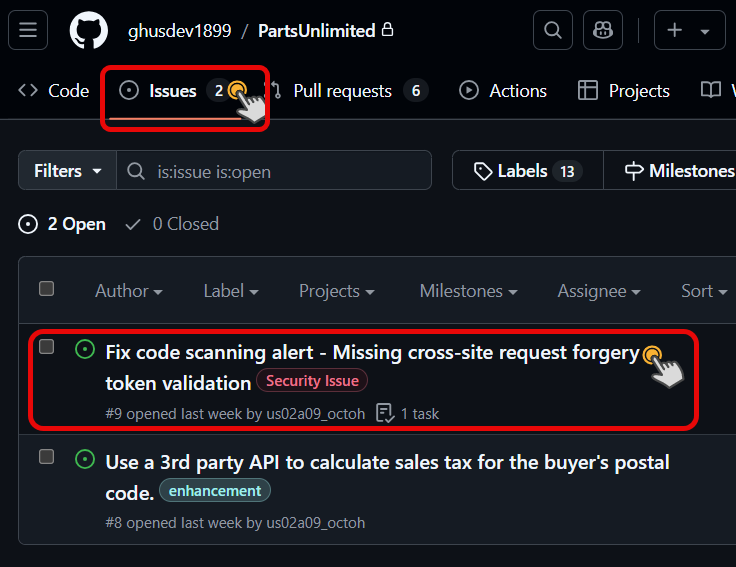 ghusdev1899 / PartsUnlimited
Code Issues 2 Pull requests 6 Actions Projects
Filters is:issue is:open Labels 13 Milestones
2 Open 0 Closed
Author Label Projects Milestones Assignee Sort
Fix code scanning alert - Missing cross-site request forgery
token validation Security Issue
#9 opened last week by us02a09_octoh 1 task
Use a 3rd party API to calculate sales tax for the buyer's postal
code. enhancement
#8 opened last week by us02a09_octoh